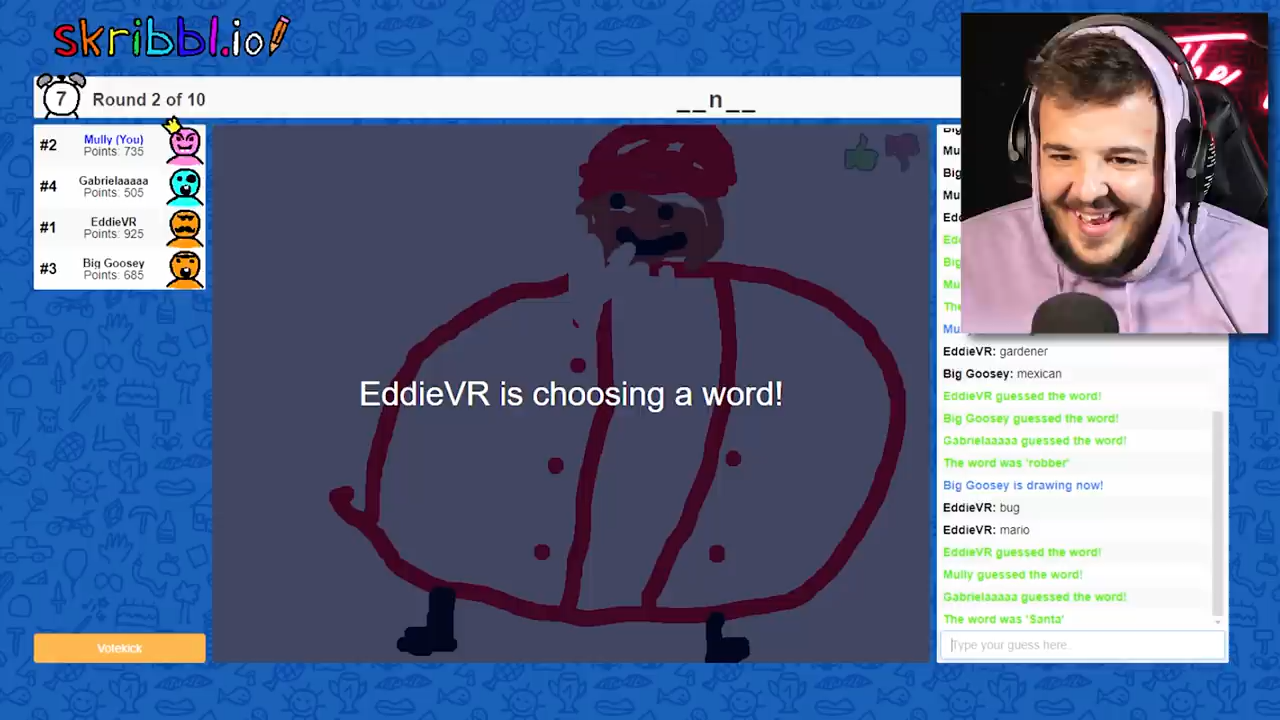 skribbl.io
7
Round 2 of 10
__n__
#2
Mully (You)
Points: 735
#4
Gabrielaaaaa
Points: 505
#1
EddieVR
Points: 925
#3
Big Goosey
Points: 685
EddieVR is choosing a word!
Votekick
EddieVR: gardener
Big Goosey: mexican
EddieVR guessed the word!
Big Goosey guessed the word!
Gabrielaaaaa guessed the word!
The word was 'robber'
Big Goosey is drawing now!
EddieVR: bug
EddieVR: mario
EddieVR guessed the word!
Mully guessed the word!
Gabrielaaaaa guessed the word!
The word was 'Santa'
Type your guess here...
the